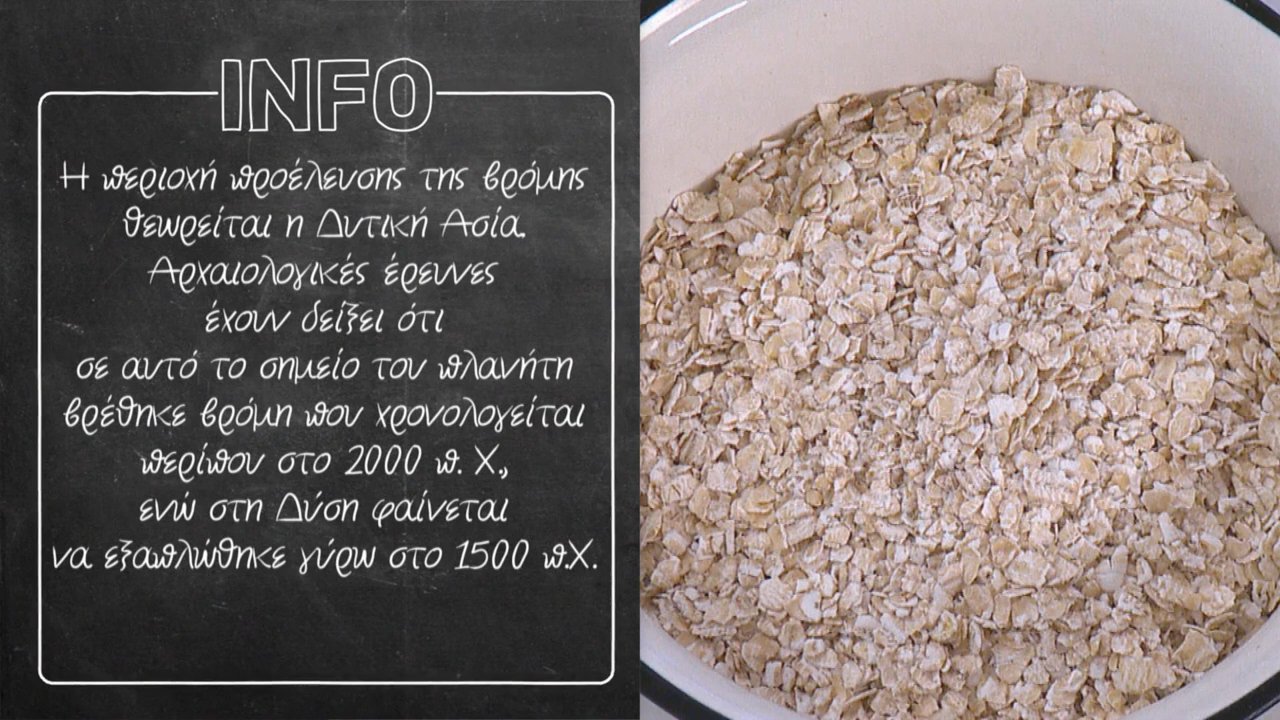 INFO
Η περιοχή προέλευσης της βρόμης
θεωρείται η Δυτική Ασία.
Αρχαιολογικές έρευνες
έχουν δείξει ότι
σε αυτό το σημείο του πλανήτη
βρέθηκε βρόμη που χρονολογείται
περίπου στο 2000 π. Χ.,
ενώ στη Δύση φαίνεται
να εξαπλώθηκε γύρω στο 1500 π.Χ.